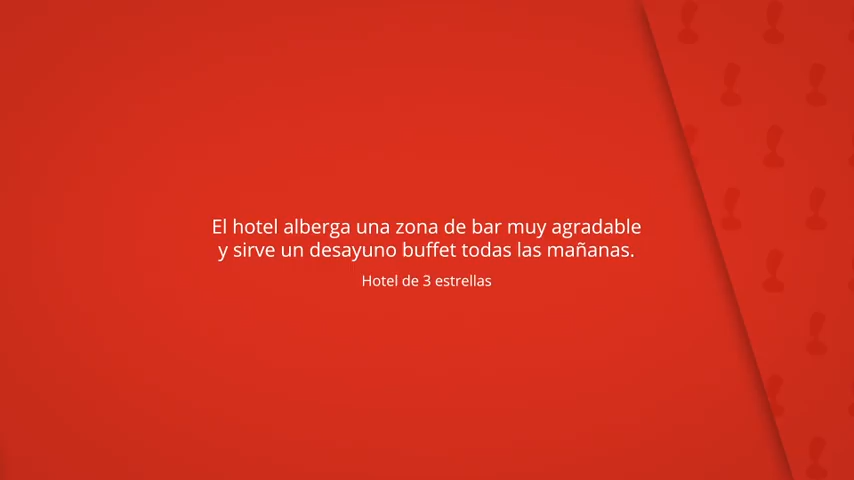 El hotel alberga una zona de bar muy agradable
y sirve un desayuno buffet todas las mañanas.
Hotel de 3 estrellas